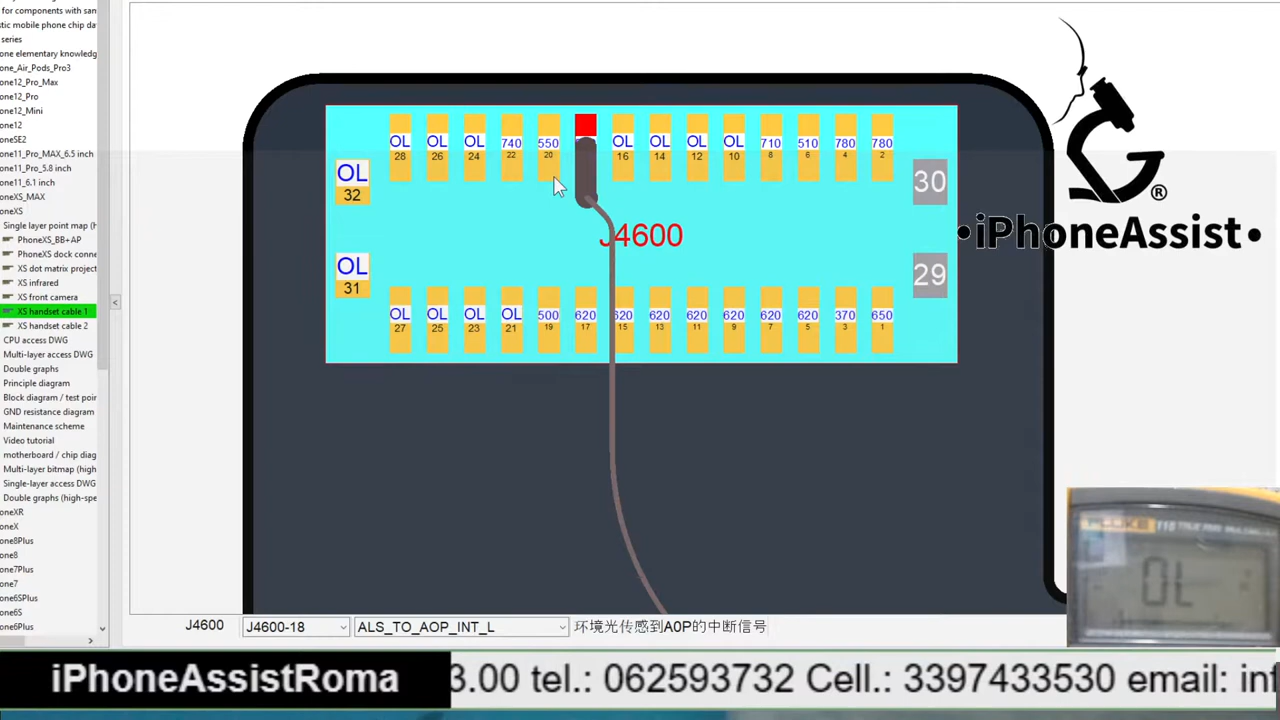 for components with san
stic mobile phone chip da
series
one elementary knowledg
one_Air_Pods_Pro3
one12_Pro_Max
one12_Pro
one12_Mini
one12
oneSE2
one11_Pro_MAX_6.5 inch
one11_Pro_5.8 inch
one11_6.1 inch
oneXS_MAX
oneXS
Single layer point map (H
PhoneXS_BB+AP
PhoneXS dock conne
XS dot matrix project
XS infrared
XS front camera
XS handset cable 1
XS handset cable 2
CPU access DWG
Multi-layer access DWG
Double graphs
Principle diagram
Block diagram / test poin
GND resistance diagram
Maintenance scheme
Video tutorial
motherboard / chip diag
Multi-layer bitmap (high
Single-layer access DWG
Double graphs (high-spe
oneXR
oneX
one8Plus
one8
one7Plus
one7
one6SPlus
one6S
one6Plus
OL OL OL 740 550 OL OL OL OL 710 510 780 780
28 26 24 22 20 16 14 12 10 8 6 4 2
OL
32
30
J4600
OL
31
29
OL OL OL OL 500 620 620 620 620 620 620 620 370 650
27 25 23 21 19 17 15 13 11 9 7 5 3 1
®
•iPhoneAssist•
OL
J4600 J4600-18 ALS_TO_AOP_INT_L 环境光传感到AOP的中断信号
iPhoneAssistRoma 3.00 tel.: 062593732 Cell.: 3397433530 email: inf